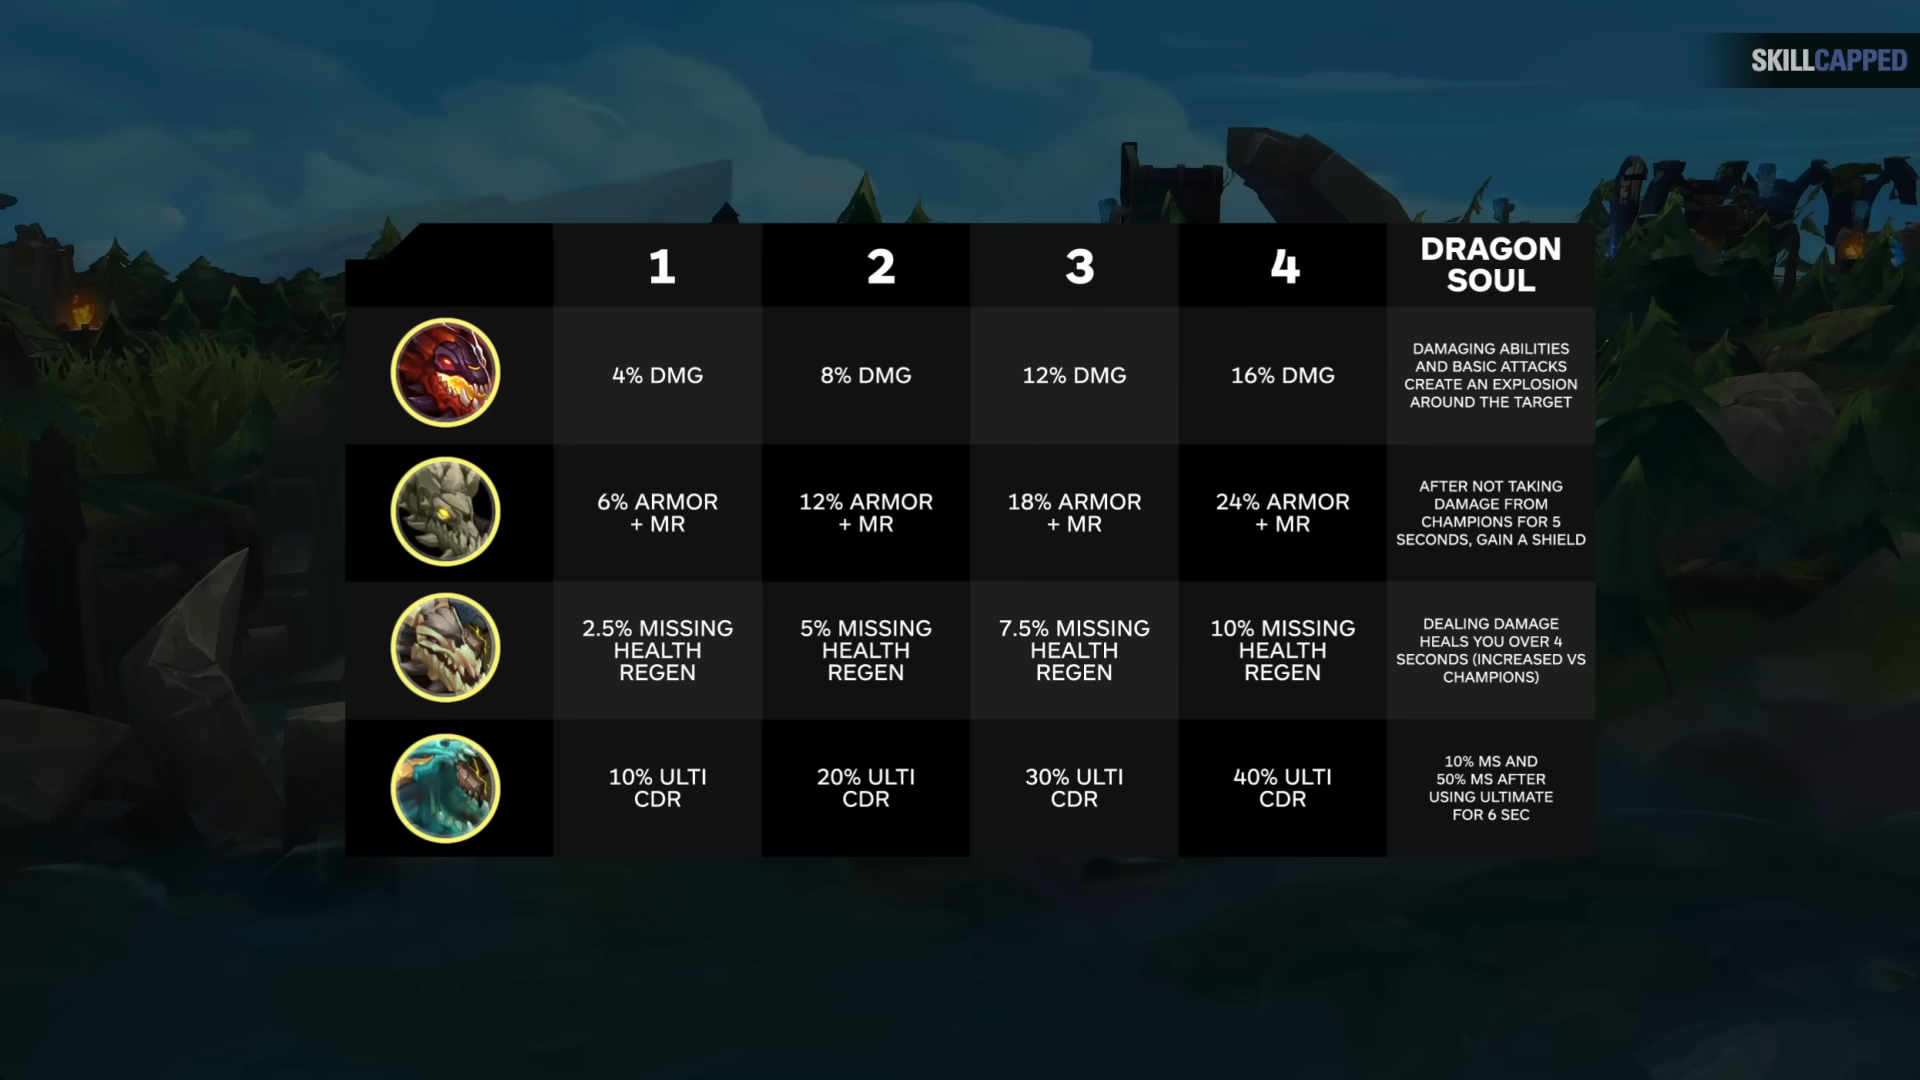 SKILLCAPPED
1 2 3 4 DRAGON
SOUL
4% DMG
8% DMG
12% DMG
16% DMG
DAMAGING ABILITIES
AND BASIC ATTACKS
CREATE AN EXPLOSION
AROUND THE TARGET
6% ARMOR
+ MR
12% ARMOR
+ MR
18% ARMOR
+ MR
24% ARMOR
+ MR
AFTER NOT TAKING
DAMAGE FROM
CHAMPIONS FOR 5
SECONDS, GAIN A SHIELD
2.5% MISSING
HEALTH
REGEN
5% MISSING
HEALTH
REGEN
7.5% MISSING
HEALTH
REGEN
10% MISSING
HEALTH
REGEN
DEALING DAMAGE
HEALS YOU OVER 4
SECONDS (INCREASED VS
CHAMPIONS)
10% ULTI
CDR
20% ULTI
CDR
30% ULTI
CDR
40% ULTI
CDR
10% MS AND
50% MS AFTER
USING ULTIMATE
FOR 6 SEC